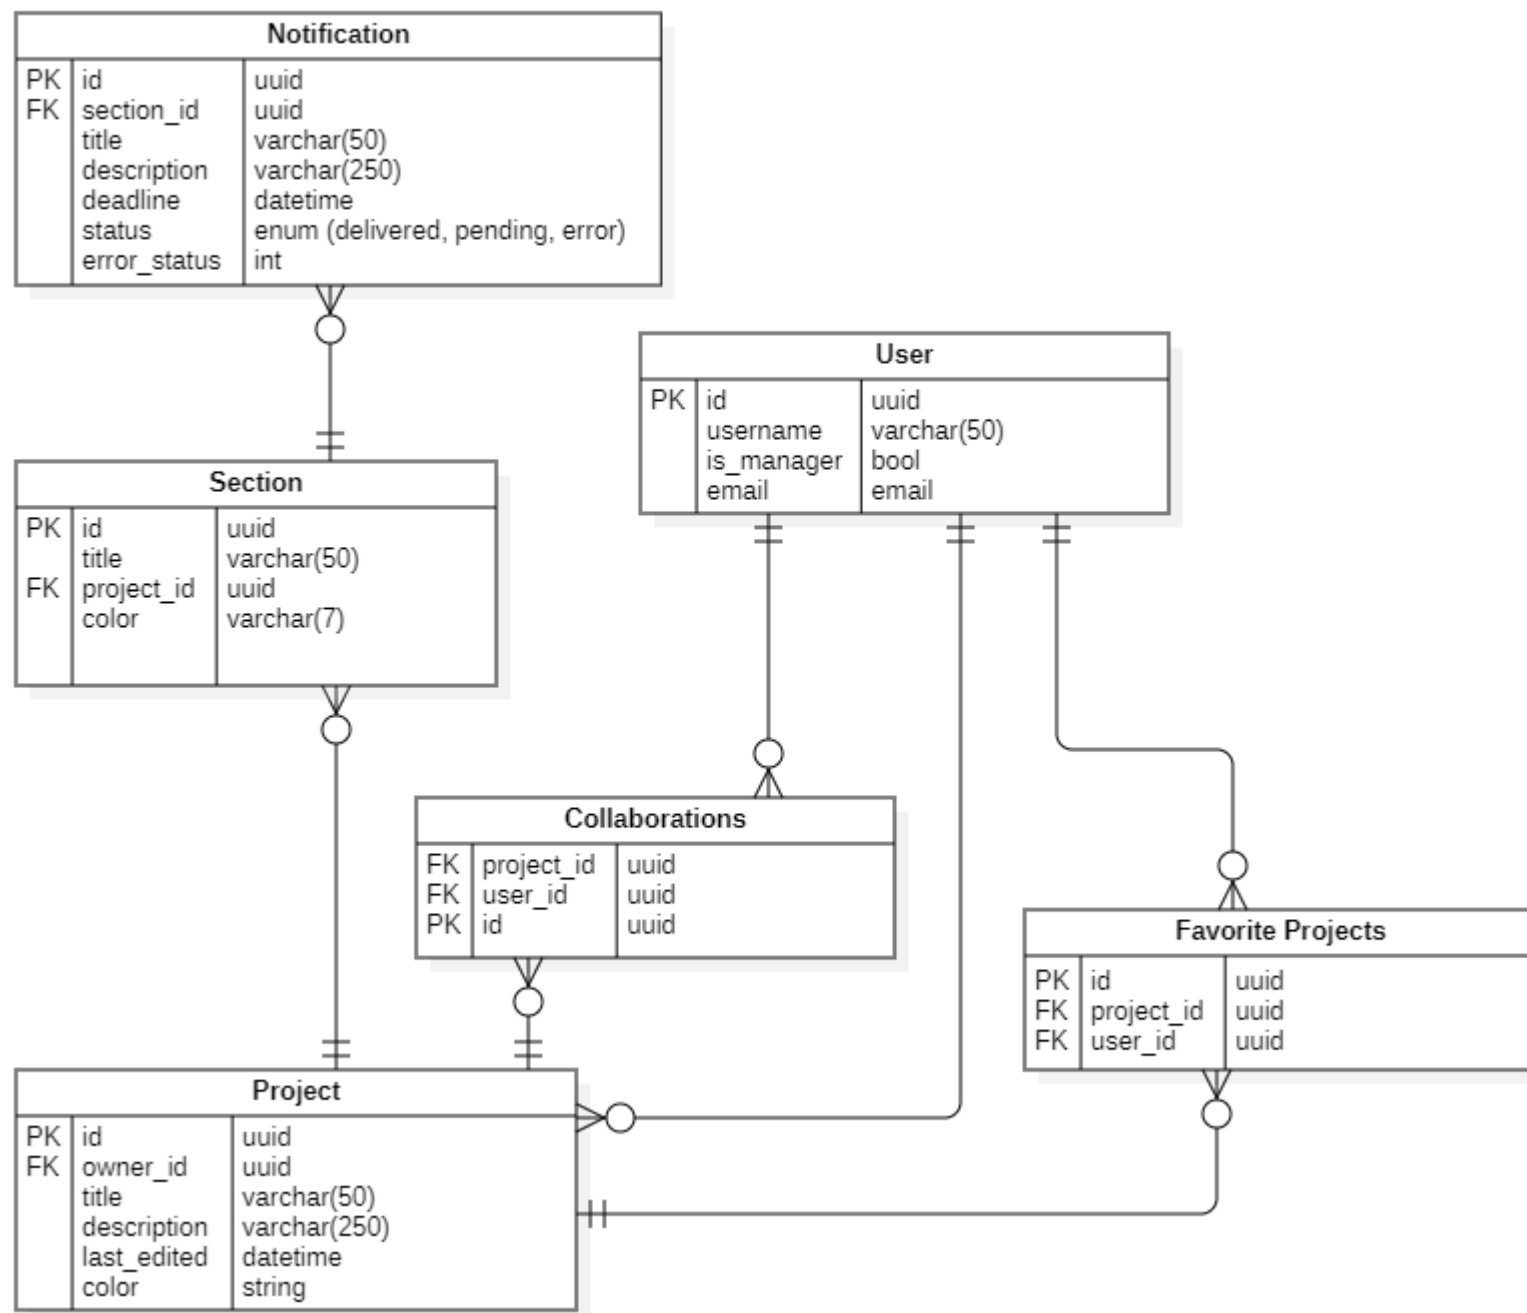 Notification
PK id uuid
FK section_id uuid
title varchar(50)
description varchar(250)
deadline datetime
status enum (delivered, pending, error)
error_status int
User
PK id uuid
username varchar(50)
is_manager bool
email email
Section
PK id uuid
title varchar(50)
FK project_id uuid
color varchar(7)
Collaborations
FK project_id uuid
FK user_id uuid
PK id uuid
Favorite Projects
PK id uuid
FK project_id uuid
FK user_id uuid
Project
PK id uuid
FK owner_id uuid
title varchar(50)
description varchar(250)
last_edited datetime
color string